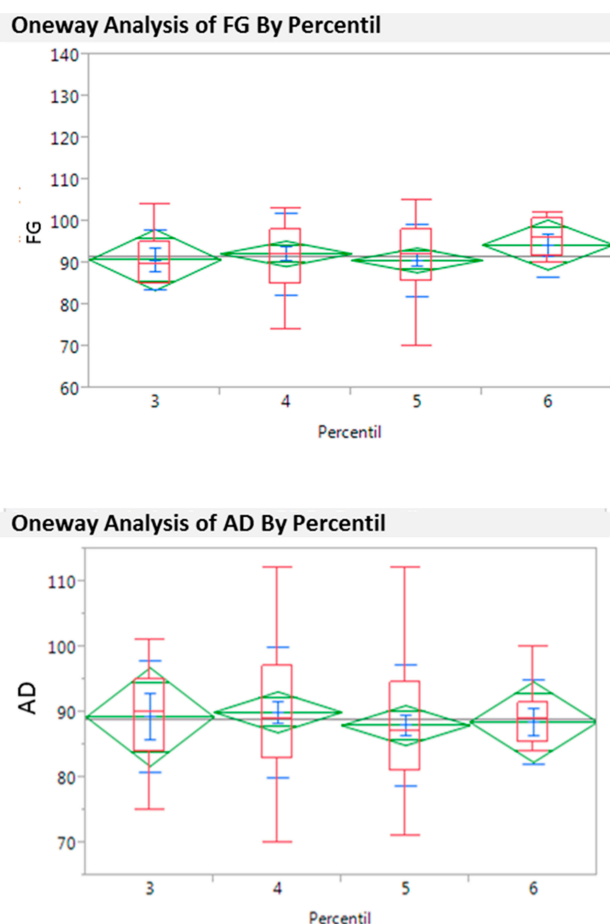 Oneway Analysis of FG By Percentil
140
130
120
110
100
90
80
70
60
FG
3 4 5 6
Percentil
Oneway Analysis of AD By Percentil
110
100
90
80
70
AD
3 4 5 6
Percentil